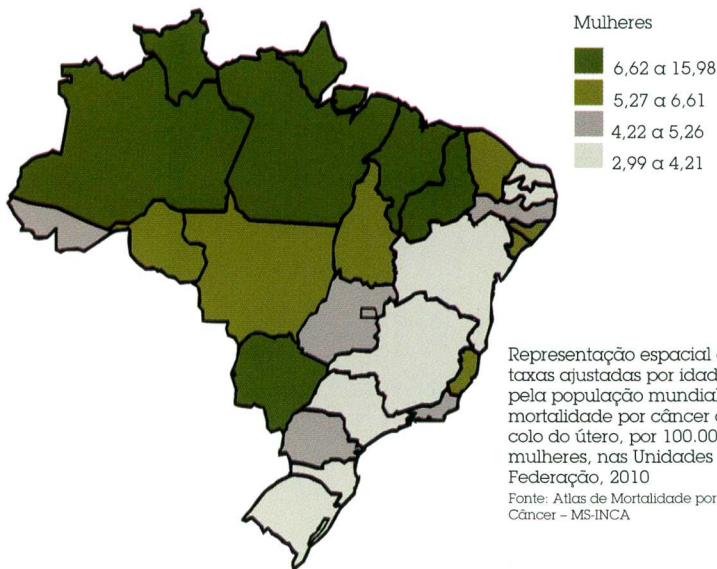 Mulheres
6,62 a 15,98
5,27 a 6,61
4,22 a 5,26
2,99 a 4,21
Representação espacial
taxas ajustadas por idad
pela população mundial
mortalidade por câncer
colo do útero, por 100.00
mulheres, nas Unidades
Federação, 2010
Fonte: Atlas de Mortalidade por
Câncer – MS-INCA